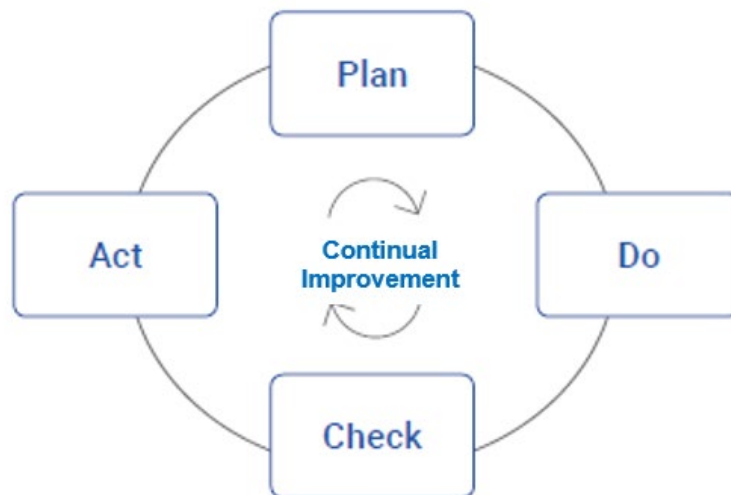 Plan
Act
Continual
Improvement
Do
Check